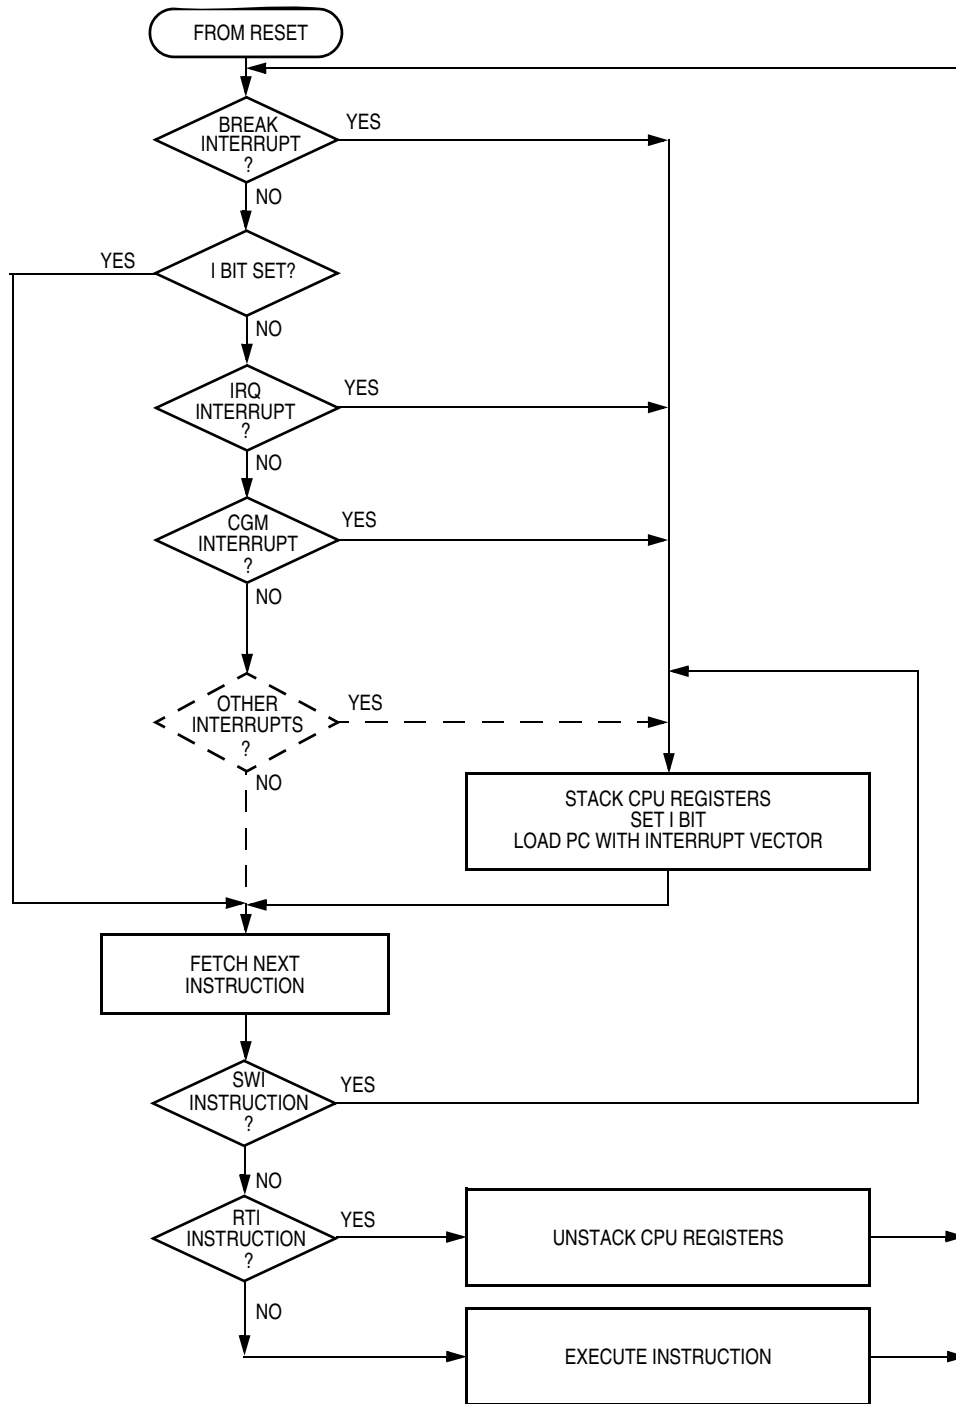 FROM RESET
BREAK
INTERRUPT
?
YES
NO
YES
I BIT SET?
NO
IRQ
INTERRUPT
?
YES
NO
CGM
INTERRUPT
?
YES
NO
OTHER
INTERRUPTS
?
YES
NO
STACK CPU REGISTERS
SET I BIT
LOAD PC WITH INTERRUPT VECTOR
FETCH NEXT
INSTRUCTION
SWI
INSTRUCTION
?
YES
NO
RTI
INSTRUCTION
?
YES
UNSTACK CPU REGISTERS
NO
EXECUTE INSTRUCTION